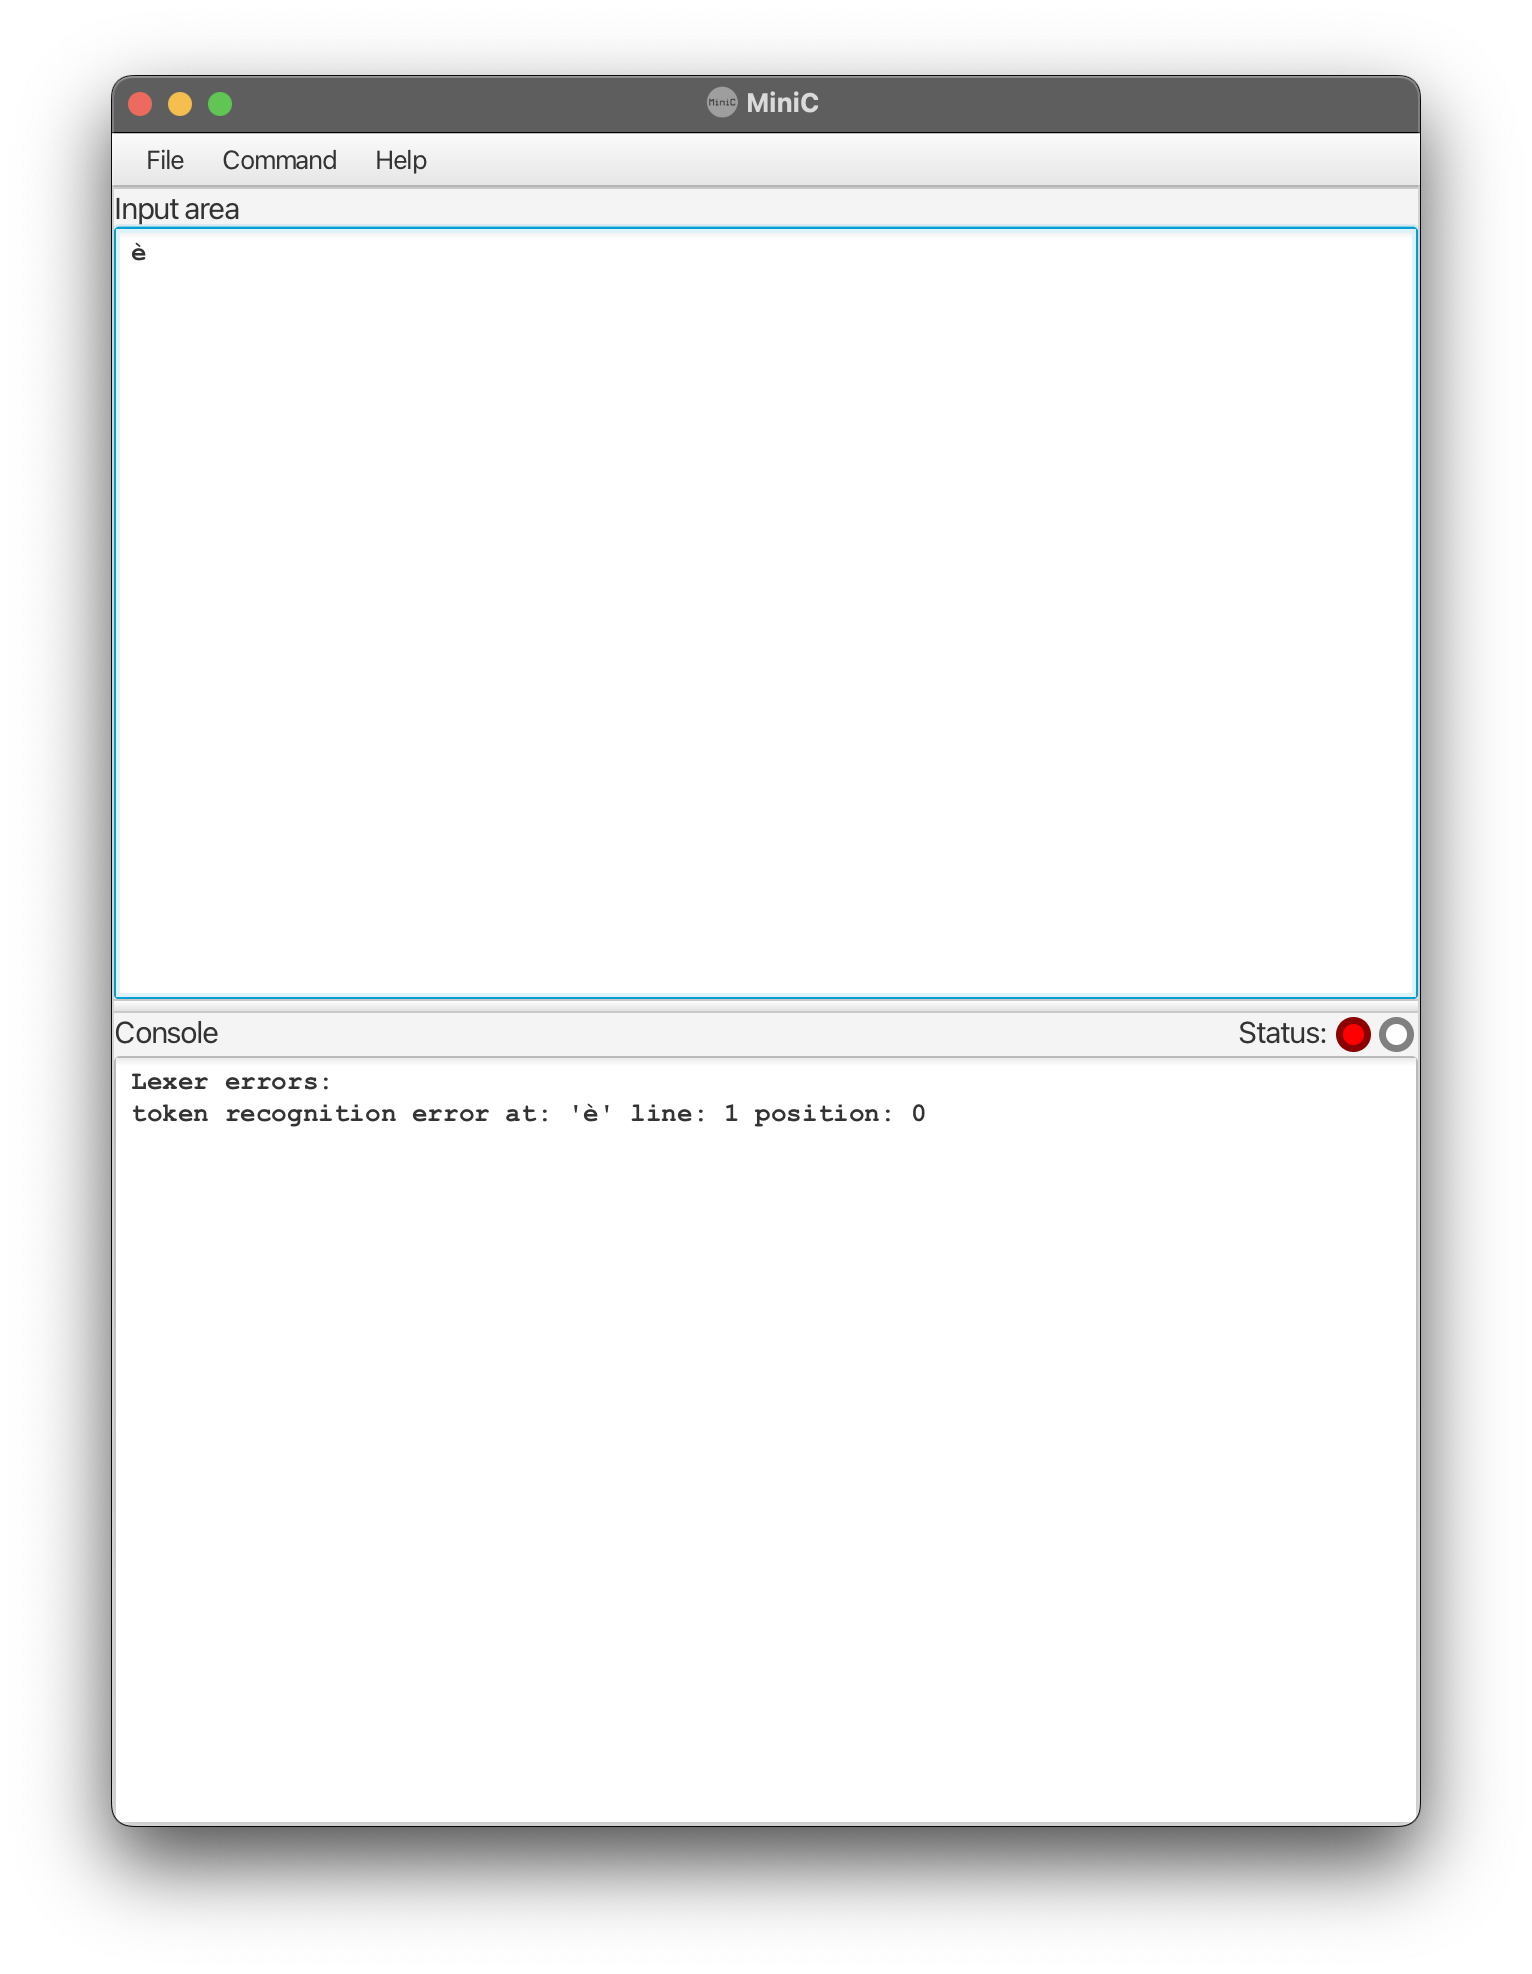 MiniC MiniC
File Command Help
Input area
è
Console Status:
Lexer errors:
token recognition error at: 'è' line: 1 position: 0